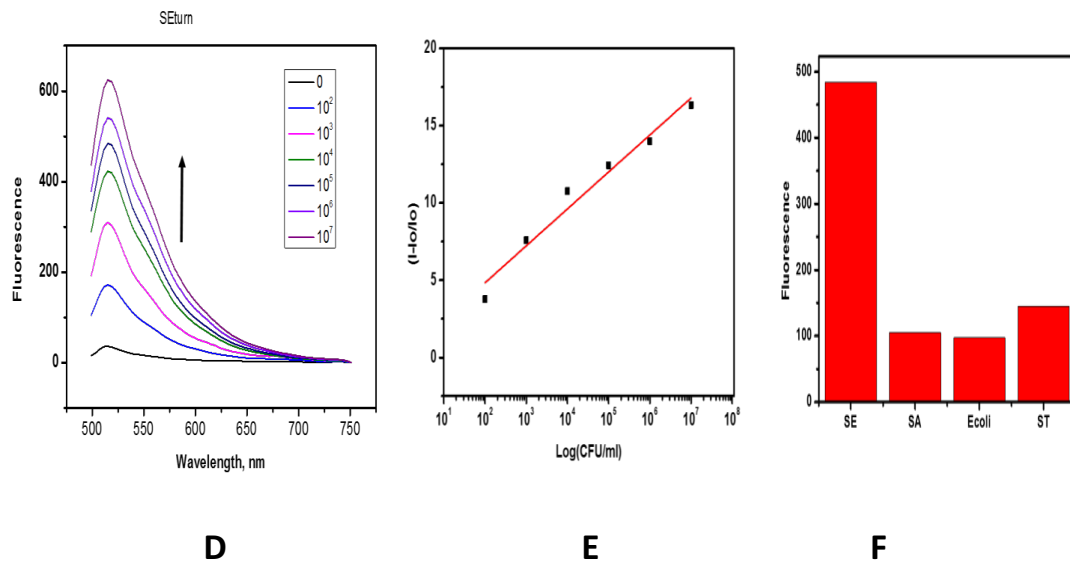 SEturn
Fluorescence
600
400
200
0
500
550
600
650
700
750
Wavelength, nm
0
10²
10³
10⁴
10⁵
10⁶
10⁷
D
(I-Io/Io)
20
15
10
5
0
10¹
10²
10³
10⁴
10⁵
10⁶
10⁷
10⁸
Log(CFU/ml)
E
Fluorescence
500
400
300
200
100
0
SE
SA
Ecoli
ST
F